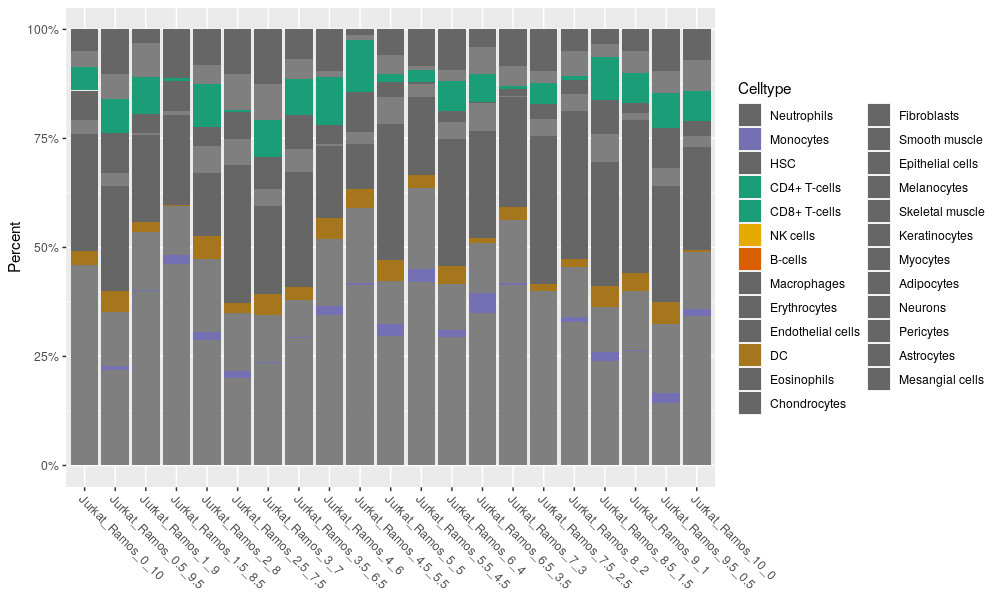 100%
75%
50%
25%
0%
Percent
Jurkat_Ramos_0_10
Jurkat_Ramos_0.5_9.5
Jurkat_Ramos_1_9
Jurkat_Ramos_1.5_8.5
Jurkat_Ramos_2_8
Jurkat_Ramos_2.5_7.5
Jurkat_Ramos_3_7
Jurkat_Ramos_3.5_6.5
Jurkat_Ramos_4_6
Jurkat_Ramos_4.5_5.5
Jurkat_Ramos_5_5
Jurkat_Ramos_5.5_4.5
Jurkat_Ramos_6_4
Jurkat_Ramos_6.5_3.5
Jurkat_Ramos_7_3
Jurkat_Ramos_7.5_2.5
Jurkat_Ramos_8_2
Jurkat_Ramos_8.5_1.5
Jurkat_Ramos_9_1
Jurkat_Ramos_9.5_0.5
Jurkat_Ramos_10_0
Celltype
Neutrophils
Monocytes
HSC
CD4+ T-cells
CD8+ T-cells
NK cells
B-cells
Macrophages
Erythrocytes
Endothelial cells
DC
Eosinophils
Chondrocytes
Fibroblasts
Smooth muscle
Epithelial cells
Melanocytes
Skeletal muscle
Keratinocytes
Myocytes
Adipocytes
Neurons
Pericytes
Astrocytes
Mesangial cells